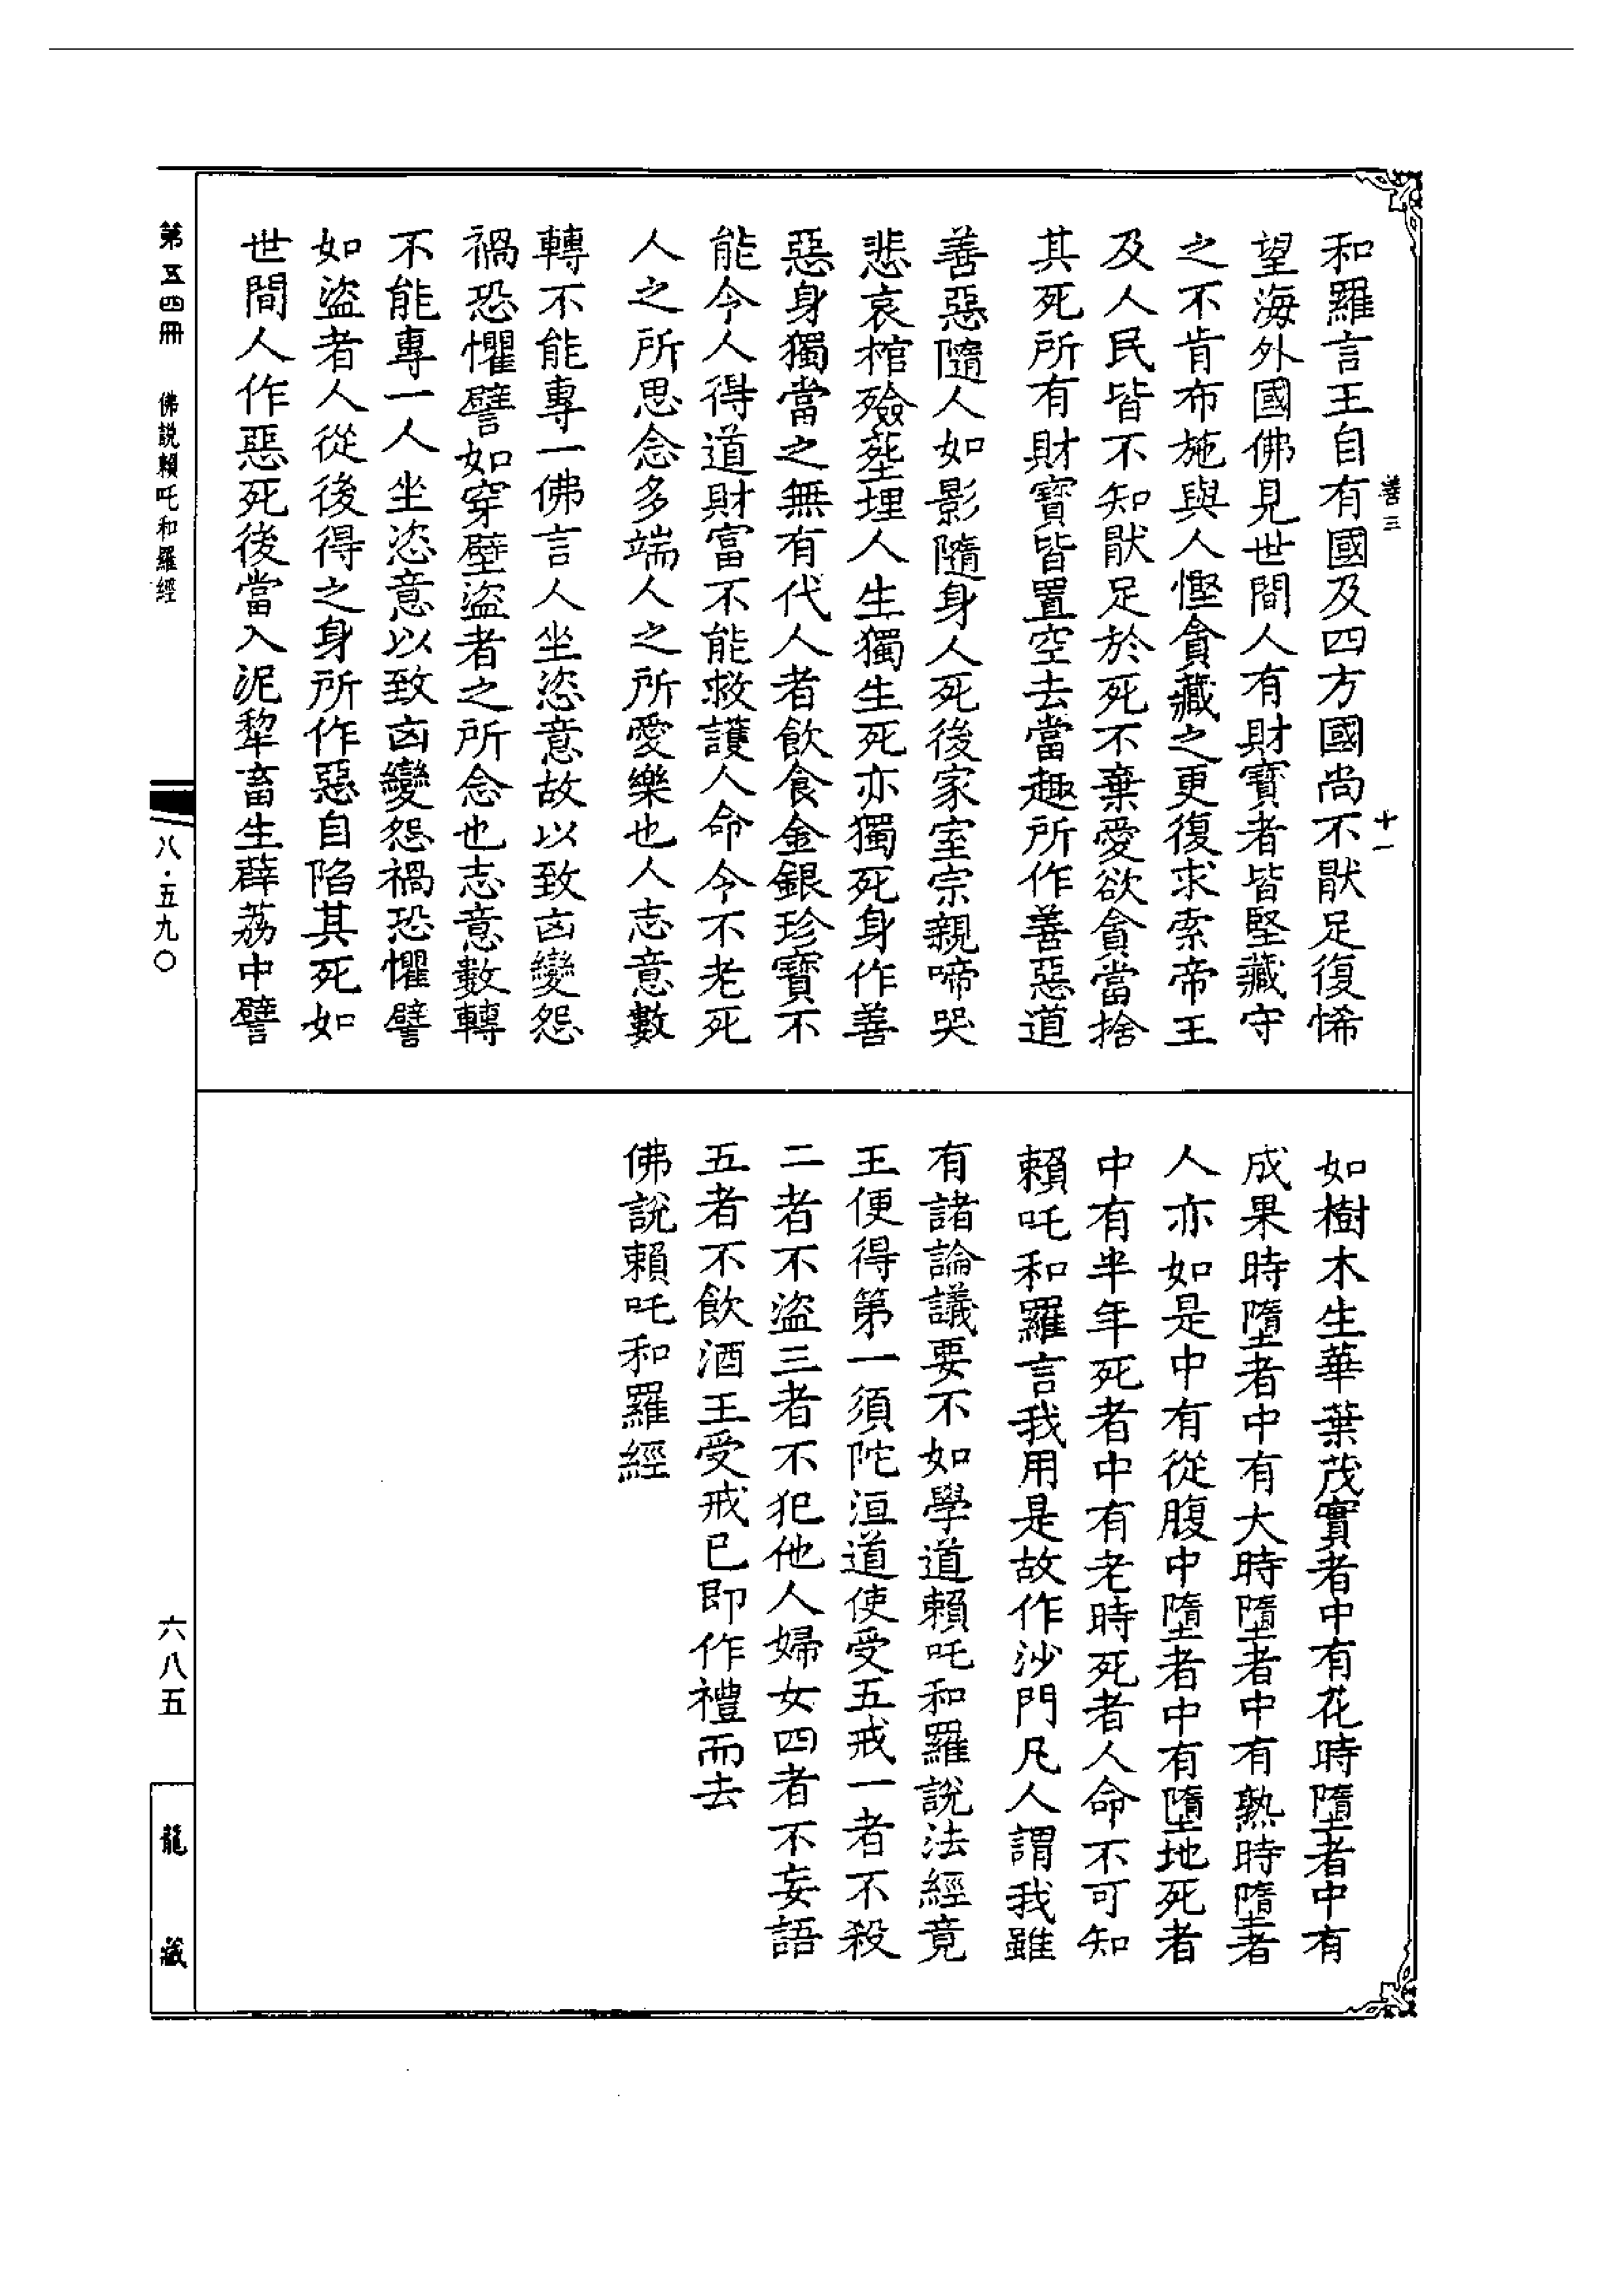 善三
十一
和羅言王自有國及四方國尚不猒足復悕
望海外國佛見世間人有財寶者皆堅藏守
之不肯布施與人慳貪藏之更復求索帝王
及人民皆不知猒足於死不棄愛欲貪當捨
其死所有財寶皆置空去當趣所作善惡道
善惡隨人如影隨身人死後家室宗親啼哭
悲哀棺殮塟埋人生獨生死亦獨死身作善
惡身獨當之無有代人者飲食金銀珍寶不
能令人得道財富不能救護人命令不老死
人之所思念多端人之所愛樂也人志意數
轉不能專一佛言人坐恣意故以致凶變怨
禍恐懼譬如穿壁盜者之所念也志意數轉
不能專一人坐恣意以致凶變怨禍恐懼譬
如盜者人從後得之身所作惡自陷其死如
世間人作惡死後當入泥犂畜生薜荔中譬
如樹木生華葉茂實者中有花時墮者中有
成果時墮者中有大時墮者中有熟時墮者
人亦如是中有從腹中墮者中有墮地死者
中有半年死者中有老時死者人命不可知
賴吒和羅言我用是故作沙門凡人謂我雖
有諸論議要不如學道賴吒和羅說法經竟
王便得第一須陀洹道使受五戒一者不殺
二者不盜三者不犯他人婦女四者不妄語
五者不飲酒王受戒已即作禮而去
佛說賴吒和羅經
第五四冊
佛說賴吒和羅經
八·五九〇
六八五
龍藏